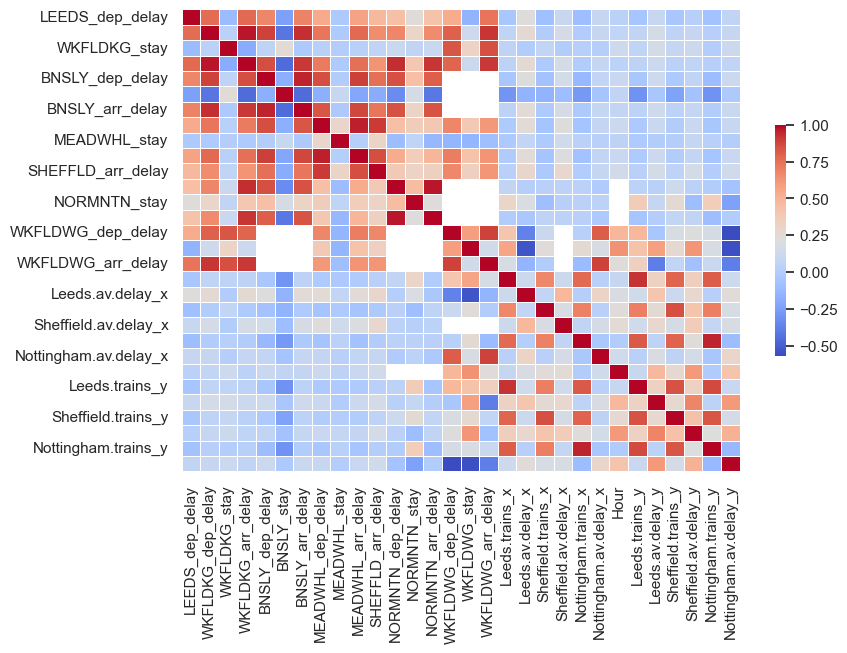 LEEDS_dep_delay
WKFLDKG_stay
BNSLY_dep_delay
BNSLY_arr_delay
MEADWHL_stay
SHEFFLD_arr_delay
NORMNTN_stay
WKFLDWG_dep_delay
WKFLDWG_arr_delay
Leeds.av.delay_x
Sheffield.av.delay_x
Nottingham.av.delay_x
Leeds.trains_y
Sheffield.trains_y
Nottingham.trains_y
LEEDS_dep_delay
WKFLDKG_dep_delay
WKFLDKG_stay
WKFLDKG_arr_delay
BNSLY_dep_delay
BNSLY_stay
BNSLY_arr_delay
MEADWHL_dep_delay
MEADWHL_stay
MEADWHL_arr_delay
SHEFFLD_arr_delay
NORMNTN_dep_delay
NORMNTN_stay
NORMNTN_arr_delay
WKFLDWG_dep_delay
WKFLDWG_stay
WKFLDWG_arr_delay
Leeds.trains_x
Leeds.av.delay_x
Sheffield.trains_x
Sheffield.av.delay_x
Nottingham.trains_x
Nottingham.av.delay_x
Hour
Leeds.trains_y
Leeds.av.delay_y
Sheffield.trains_y
Sheffield.av.delay_y
Nottingham.trains_y
Nottingham.av.delay_y
1.00
0.75
0.50
0.25
0.00
−0.25
−0.50